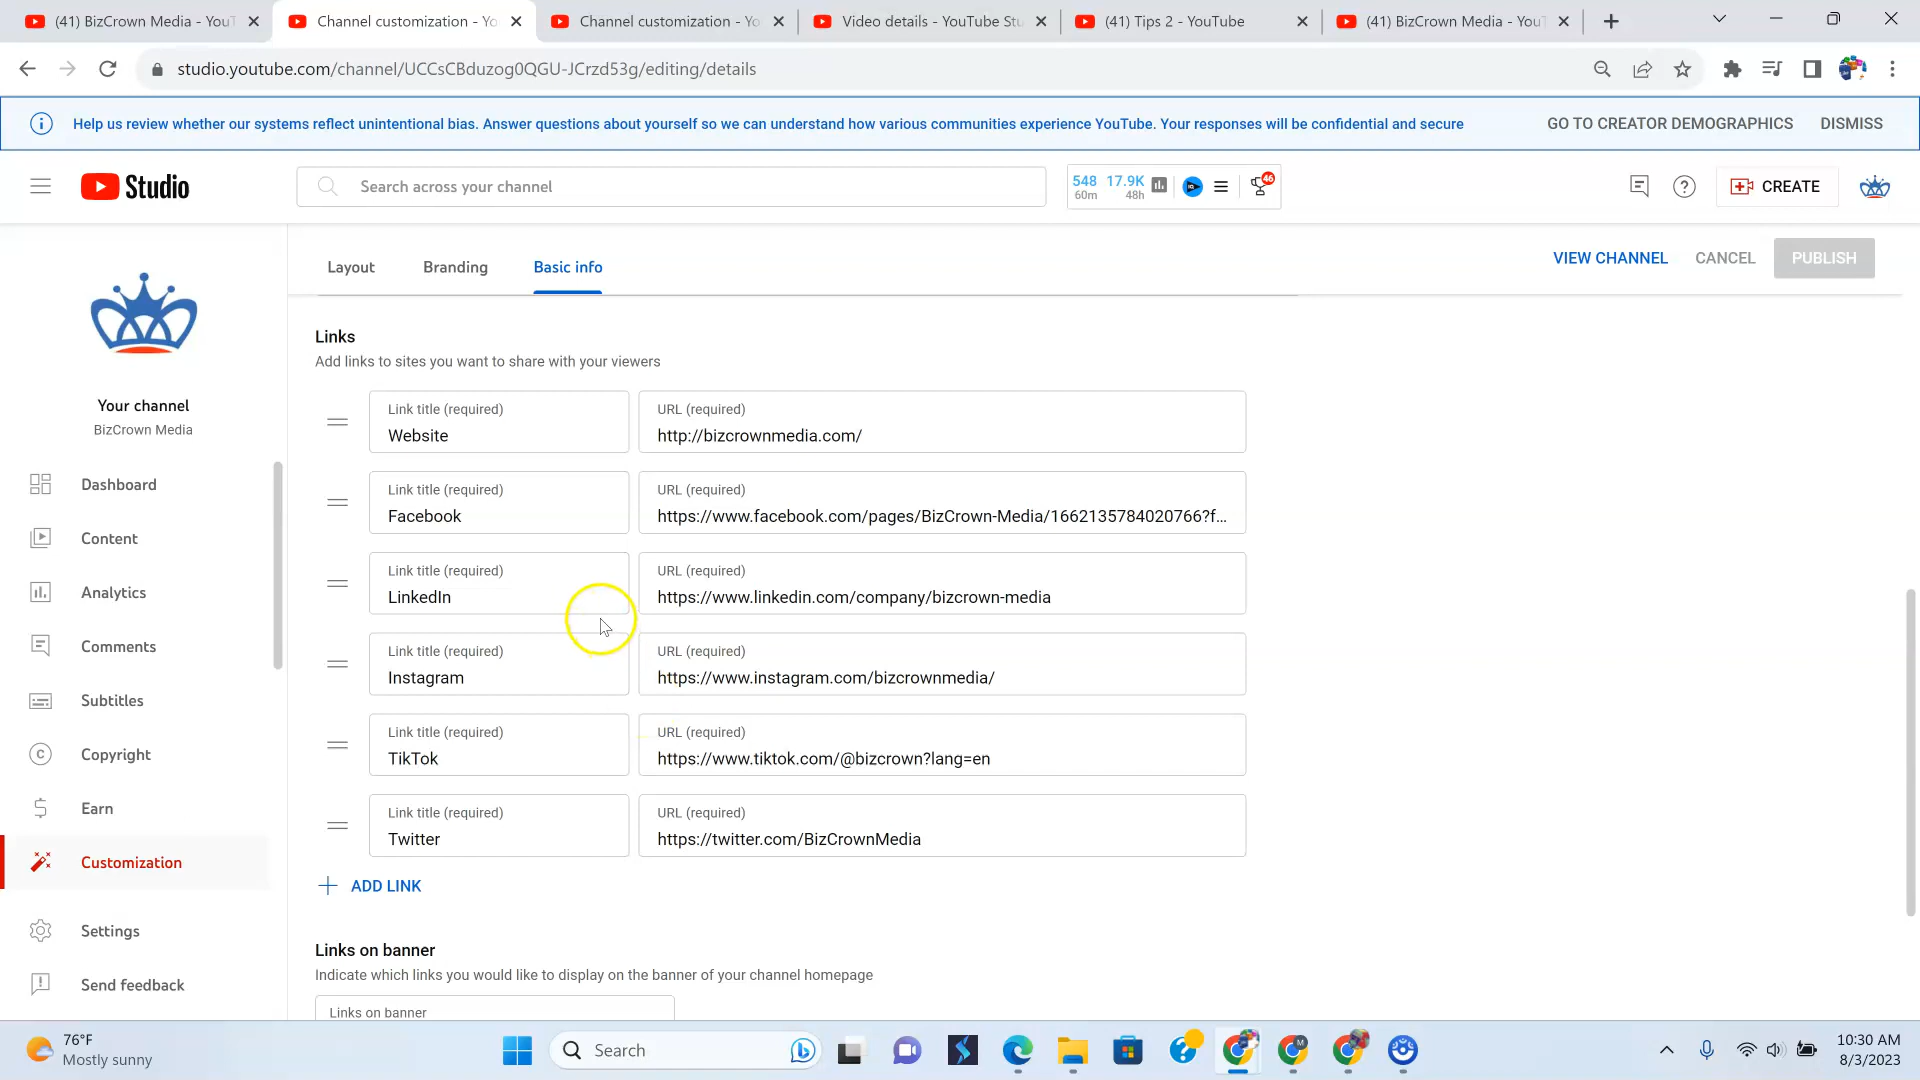 (41) BizCrown Media - YouT
Channel customization - Yo
Channel customization - Yo
Video details - YouTube Stu
(41) Tips 2 - YouTube
(41) BizCrown Media - YouT
studio.youtube.com/channel/UCCsCBduzog0QGU-JCrzd53g/editing/details
Help us review whether our systems reflect unintentional bias. Answer questions about yourself so we can understand how various communities experience YouTube. Your responses will be confidential and secure
GO TO CREATOR DEMOGRAPHICS
DISMISS
Studio
Search across your channel
548 17.9K
60m 48h
46
CREATE
Your channel
BizCrown Media
Dashboard
Content
Analytics
Comments
Subtitles
Copyright
Earn
Customization
Settings
Send feedback
Layout
Branding
Basic info
VIEW CHANNEL
CANCEL
PUBLISH
Links
Add links to sites you want to share with your viewers
Link title (required)
Website
URL (required)
http://bizcrownmedia.com/
Link title (required)
Facebook
URL (required)
https://www.facebook.com/pages/BizCrown-Media/1662135784020766?f...
Link title (required)
LinkedIn
URL (required)
https://www.linkedin.com/company/bizcrown-media
Link title (required)
Instagram
URL (required)
https://www.instagram.com/bizcrownmedia/
Link title (required)
TikTok
URL (required)
https://www.tiktok.com/@bizcrown?lang=en
Link title (required)
Twitter
URL (required)
https://twitter.com/BizCrownMedia
ADD LINK
Links on banner
Indicate which links you would like to display on the banner of your channel homepage
Links on banner
76°F
Mostly sunny
Search
10:30 AM
8/3/2023